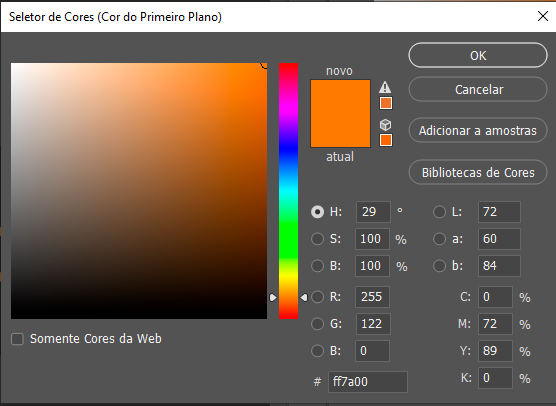 Seletor de Cores (Cor do Primeiro Plano)
novo
atual
OK
Cancelar
Adicionar a amostras
Bibliotecas de Cores
H: 29 °
S: 100 %
B: 100 %
R: 255
G: 122
B: 0
# ff7a00
L: 72
a: 60
b: 84
C: 0 %
M: 72 %
Y: 89 %
K: 0 %
Somente Cores da Web